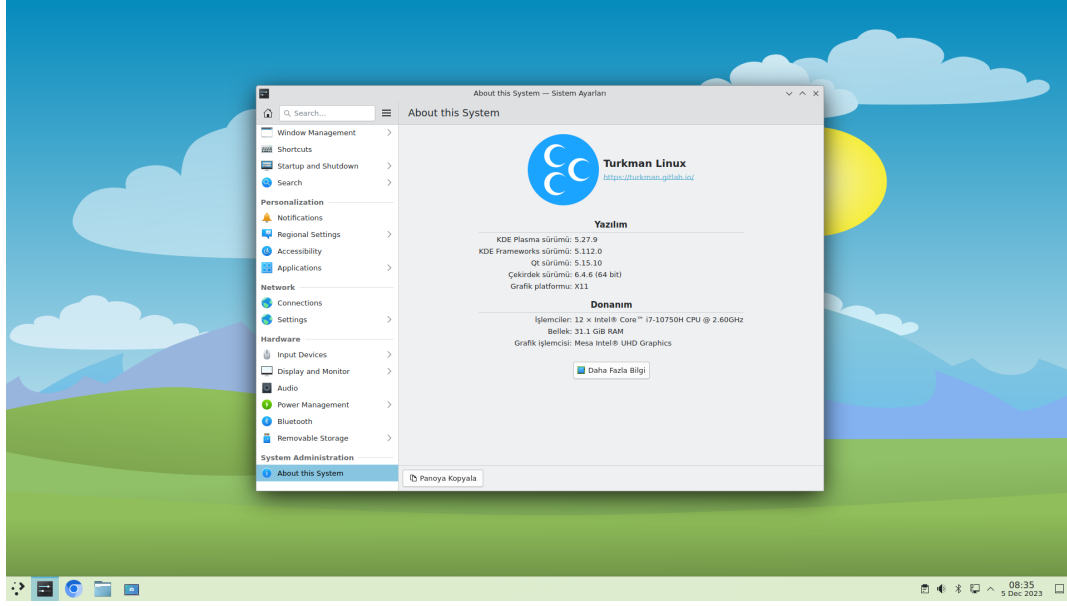 About this System — Sistem Ayarları
Search...
About this System
Window Management
Shortcuts
Startup and Shutdown
Search
Personalization
Notifications
Regional Settings
Accessibility
Applications
Network
Connections
Settings
Hardware
Input Devices
Display and Monitor
Audio
Power Management
Bluetooth
Removable Storage
System Administration
About this System
Turkman Linux
https://turkman.gitlab.io/
Yazılım
KDE Plasma sürümü: 5.27.9
KDE Frameworks sürümü: 5.112.0
Qt sürümü: 5.15.10
Çekirdek sürümü: 6.4.6 (64 bit)
Grafik platformu: X11
Donanım
İşlemciler: 12 × Intel® Core™ i7-10750H CPU @ 2.60GHz
Bellek: 31.1 GiB RAM
Grafik işlemcisi: Mesa Intel® UHD Graphics
Daha Fazla Bilgi
Panoya Kopyala
08:35
5 Dec 2023